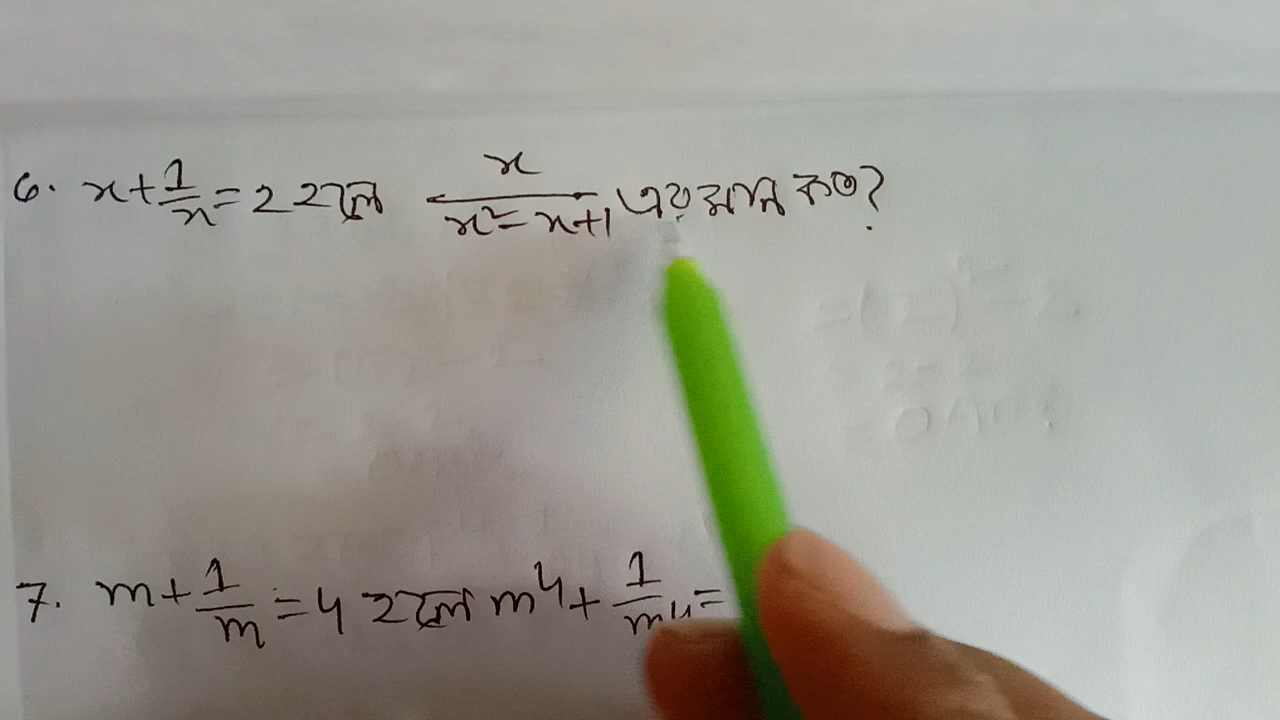 6. x + 1/x = 2 হলে x/(x² - x + 1) এর মান কত?
7. m + 1/m = 4 হলে m⁴ + 1/m⁴ =